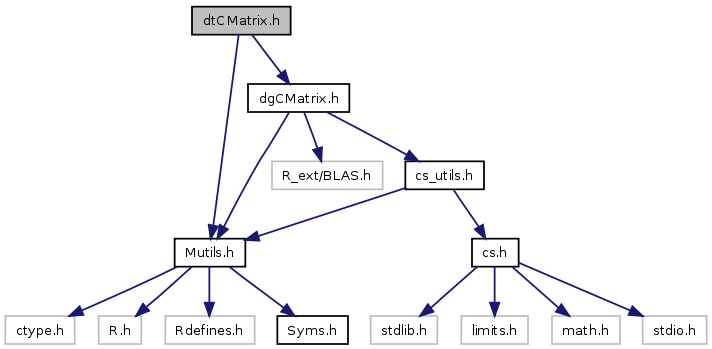 dtCMatrix.h
dgCMatrix.h
R_ext/BLAS.h
cs_utils.h
Mutils.h
cs.h
ctype.h
R.h
Rdefines.h
Syms.h
stdlib.h
limits.h
math.h
stdio.h